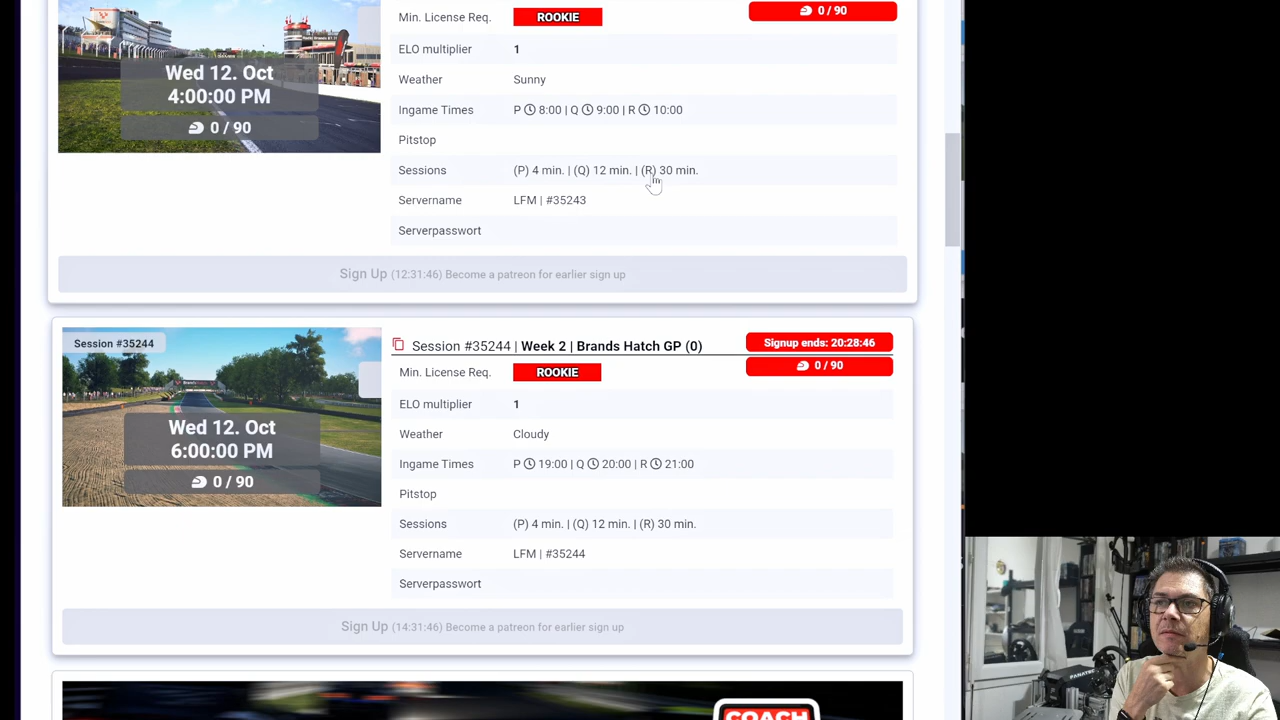 Min. License Req. ROOKIE 0 / 90
ELO multiplier 1
Wed 12. Oct
4:00:00 PM
0 / 90
Weather Sunny
Ingame Times P 8:00 | Q 9:00 | R 10:00
Pitstop
Sessions (P) 4 min. | (Q) 12 min. | (R) 30 min.
Servername LFM | #35243
Serverpasswort
Sign Up (12:31:46) Become a patreon for earlier sign up
Session #35244
Session #35244 | Week 2 | Brands Hatch GP (0) Signup ends: 20:28:46
Min. License Req. ROOKIE 0 / 90
ELO multiplier 1
Wed 12. Oct
6:00:00 PM
0 / 90
Weather Cloudy
Ingame Times P 19:00 | Q 20:00 | R 21:00
Pitstop
Sessions (P) 4 min. | (Q) 12 min. | (R) 30 min.
Servername LFM | #35244
Serverpasswort
Sign Up (14:31:46) Become a patreon for earlier sign up
COACH